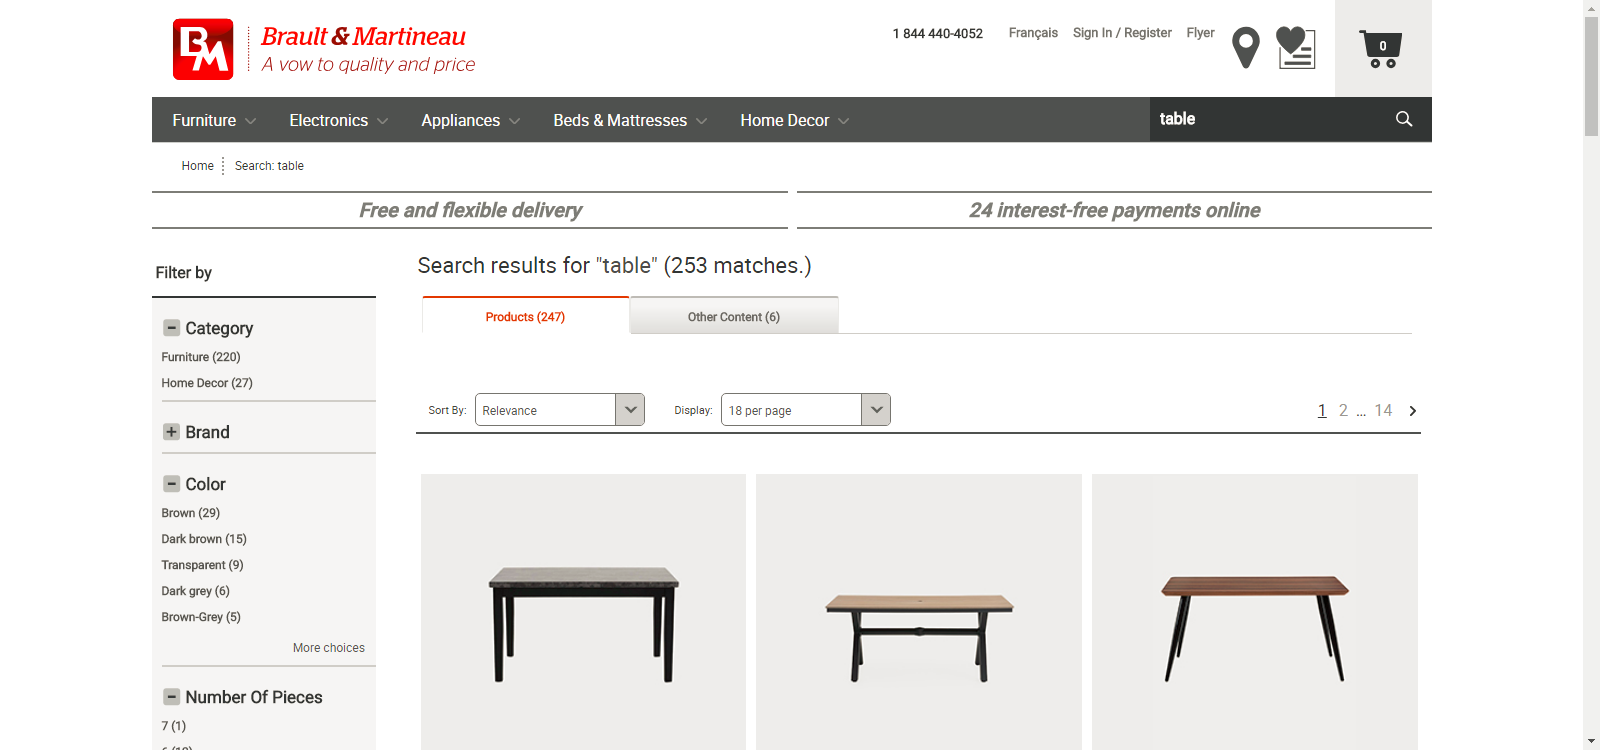 BM
Brault & Martineau
A vow to quality and price
1 844 440-4052 Français Sign In / Register Flyer
0
Furniture Electronics Appliances Beds & Mattresses Home Decor table
Home Search: table
Free and flexible delivery 24 interest-free payments online
Filter by
Search results for "table" (253 matches.)
Products (247) Other Content (6)
Category
Furniture (220)
Home Decor (27)
Sort By: Relevance Display: 18 per page 1 2 ... 14
Brand
Color
Brown (29)
Dark brown (15)
Transparent (9)
Dark grey (6)
Brown-Grey (5)
More choices
Number Of Pieces
7 (1)